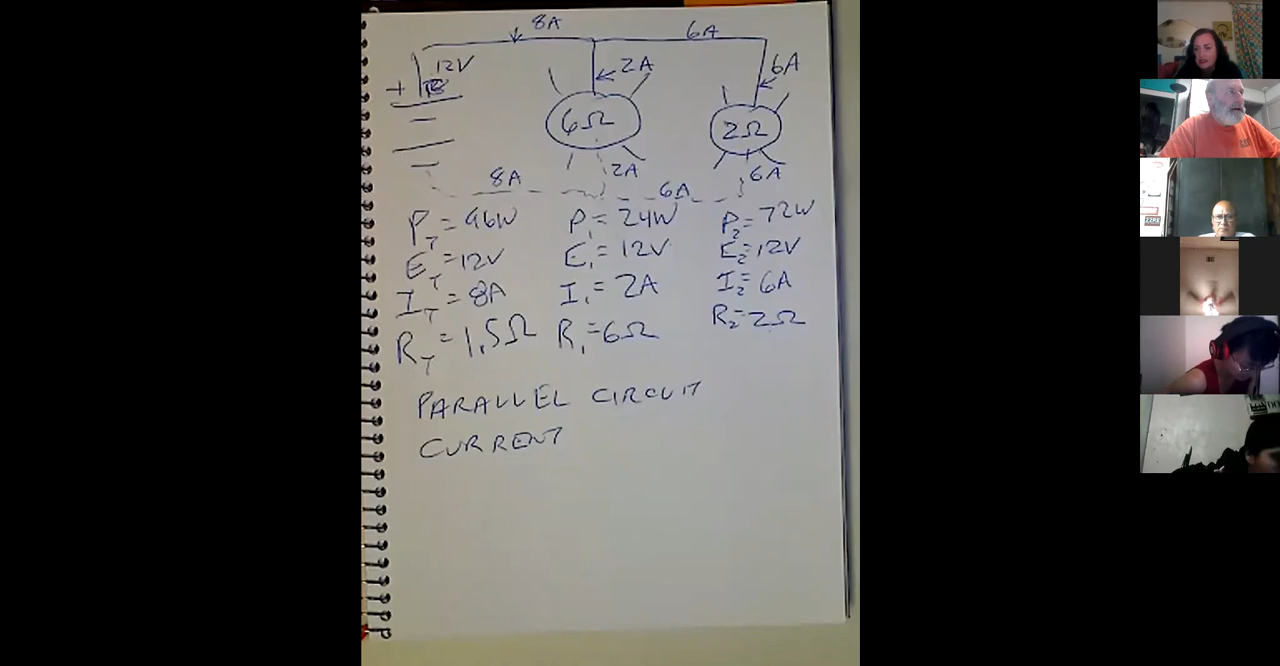 8A 6A
12V 2A 6A
+
6Ω 2Ω
2A 6A
8A 6A
P_T = 96W P_1 = 24W P_2 = 72W
E_T = 12V E_1 = 12V E_2 = 12V
I_T = 8A I_1 = 2A I_2 = 6A
R_T = 1,5Ω R_1 = 6Ω R_2 = 2Ω
PARALLEL CIRCUIT
CURRENT